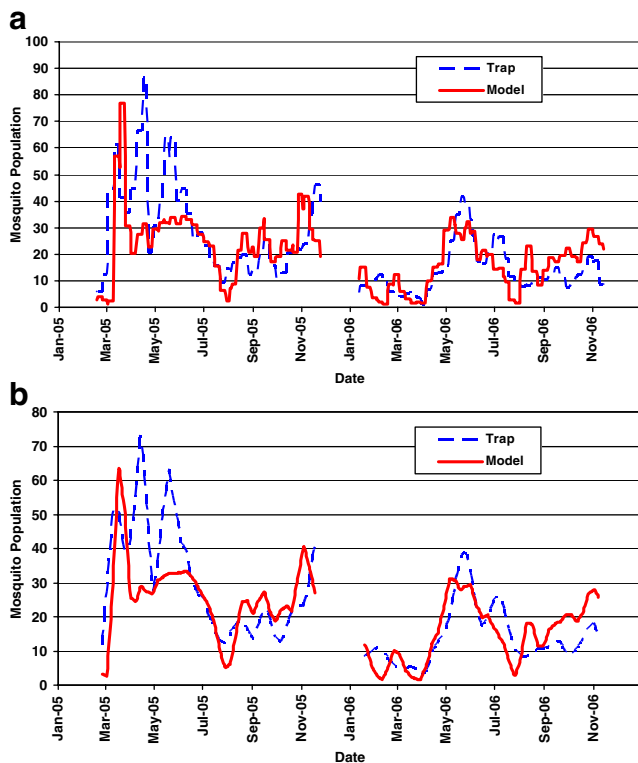 a
100
90
80
70
60
50
40
30
20
10
0
Mosquito Pspulation
Trap
Model
Jan-05
Mar-05
May-05
Jul-05
Sep-05
Nov-05
Jan-06
Mar-06
May-06
Jul-06
Sep-06
Nov-06
Date
b
80
70
60
50
40
30
20
10
0
Mosquito Population
Trap
Model
Jan-05
Mar-05
May-05
Jul-05
Sep-05
Nov-05
Jan-06
Mar-06
May-06
Jul-06
Sep-06
Nov-06
Date